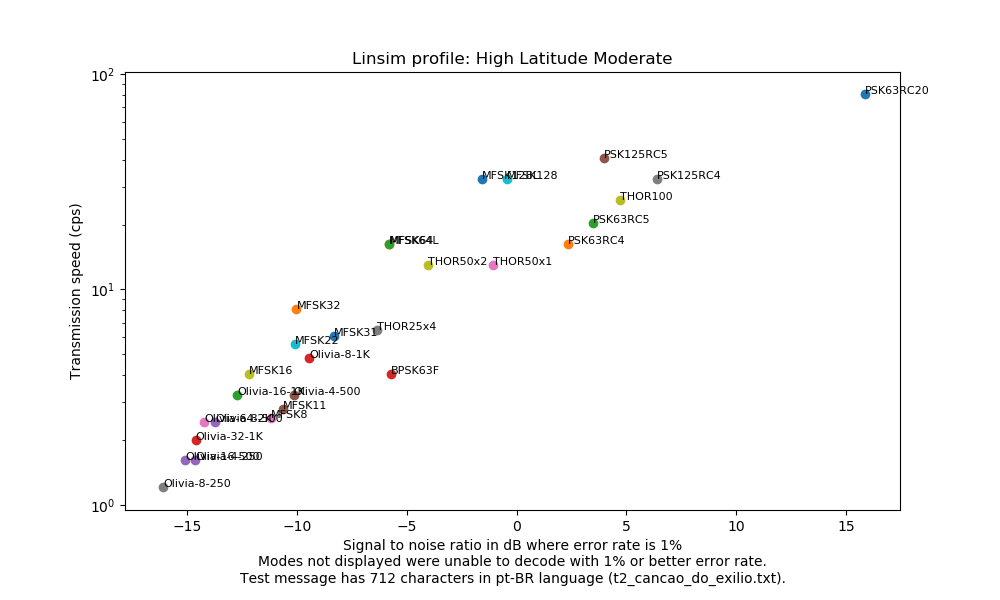 Linsim profile: High Latitude Moderate
10²
PSK63RC20
PSK125RC5
MFSK128L
MFSK128
PSK125RC4
THOR100
PSK63RC5
MFSK64
MFSK64L
PSK63RC4
THOR50x2
THOR50x1
10¹
MFSK32
THOR25x4
MFSK31
MFSK22
Olivia-8-1K
MFSK16
BPSK63F
Olivia-16-1K
Olivia-4-500
MFSK11
MFSK8
Olivia-8-500
Olivia-32-1K
Olivia-16-500
Olivia-4-250
Olivia-8-250
10⁰
Transmission speed (cps)
−15 −10 −5 0 5 10 15
Signal to noise ratio in dB where error rate is 1%
Modes not displayed were unable to decode with 1% or better error rate.
Test message has 712 characters in pt-BR language (t2_cancao_do_exilio.txt).